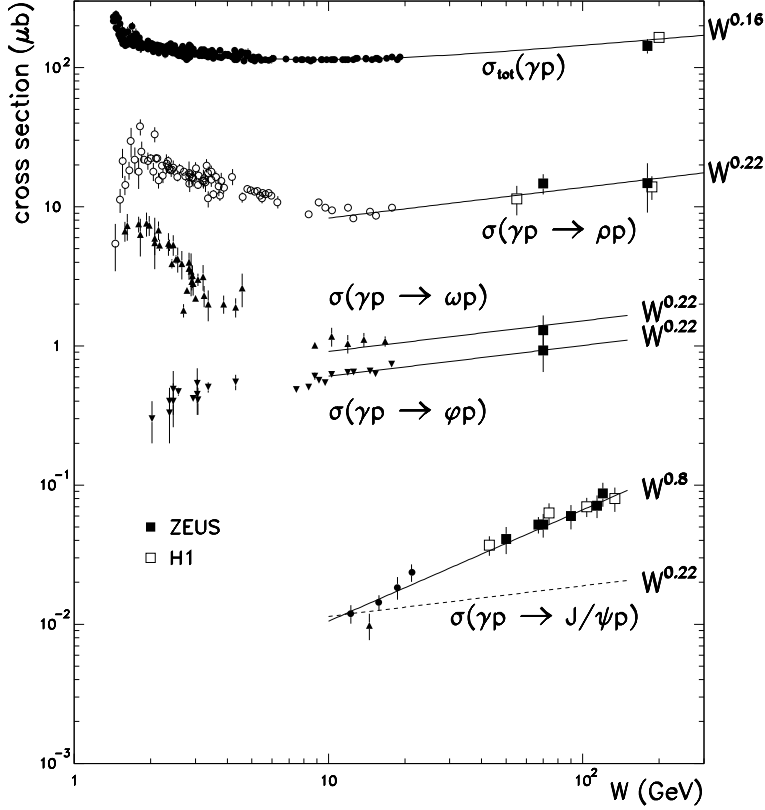 cross section (μb)
10²
10
1
10⁻¹
10⁻²
10⁻³
W^0.16
σ_tot(γp)
W^0.22
σ(γp → ρp)
σ(γp → ωp)
W^0.22
W^0.22
σ(γp → φp)
W^0.8
■ ZEUS
□ H1
W^0.22
σ(γp → J/ψp)
1
10
10²
W (GeV)